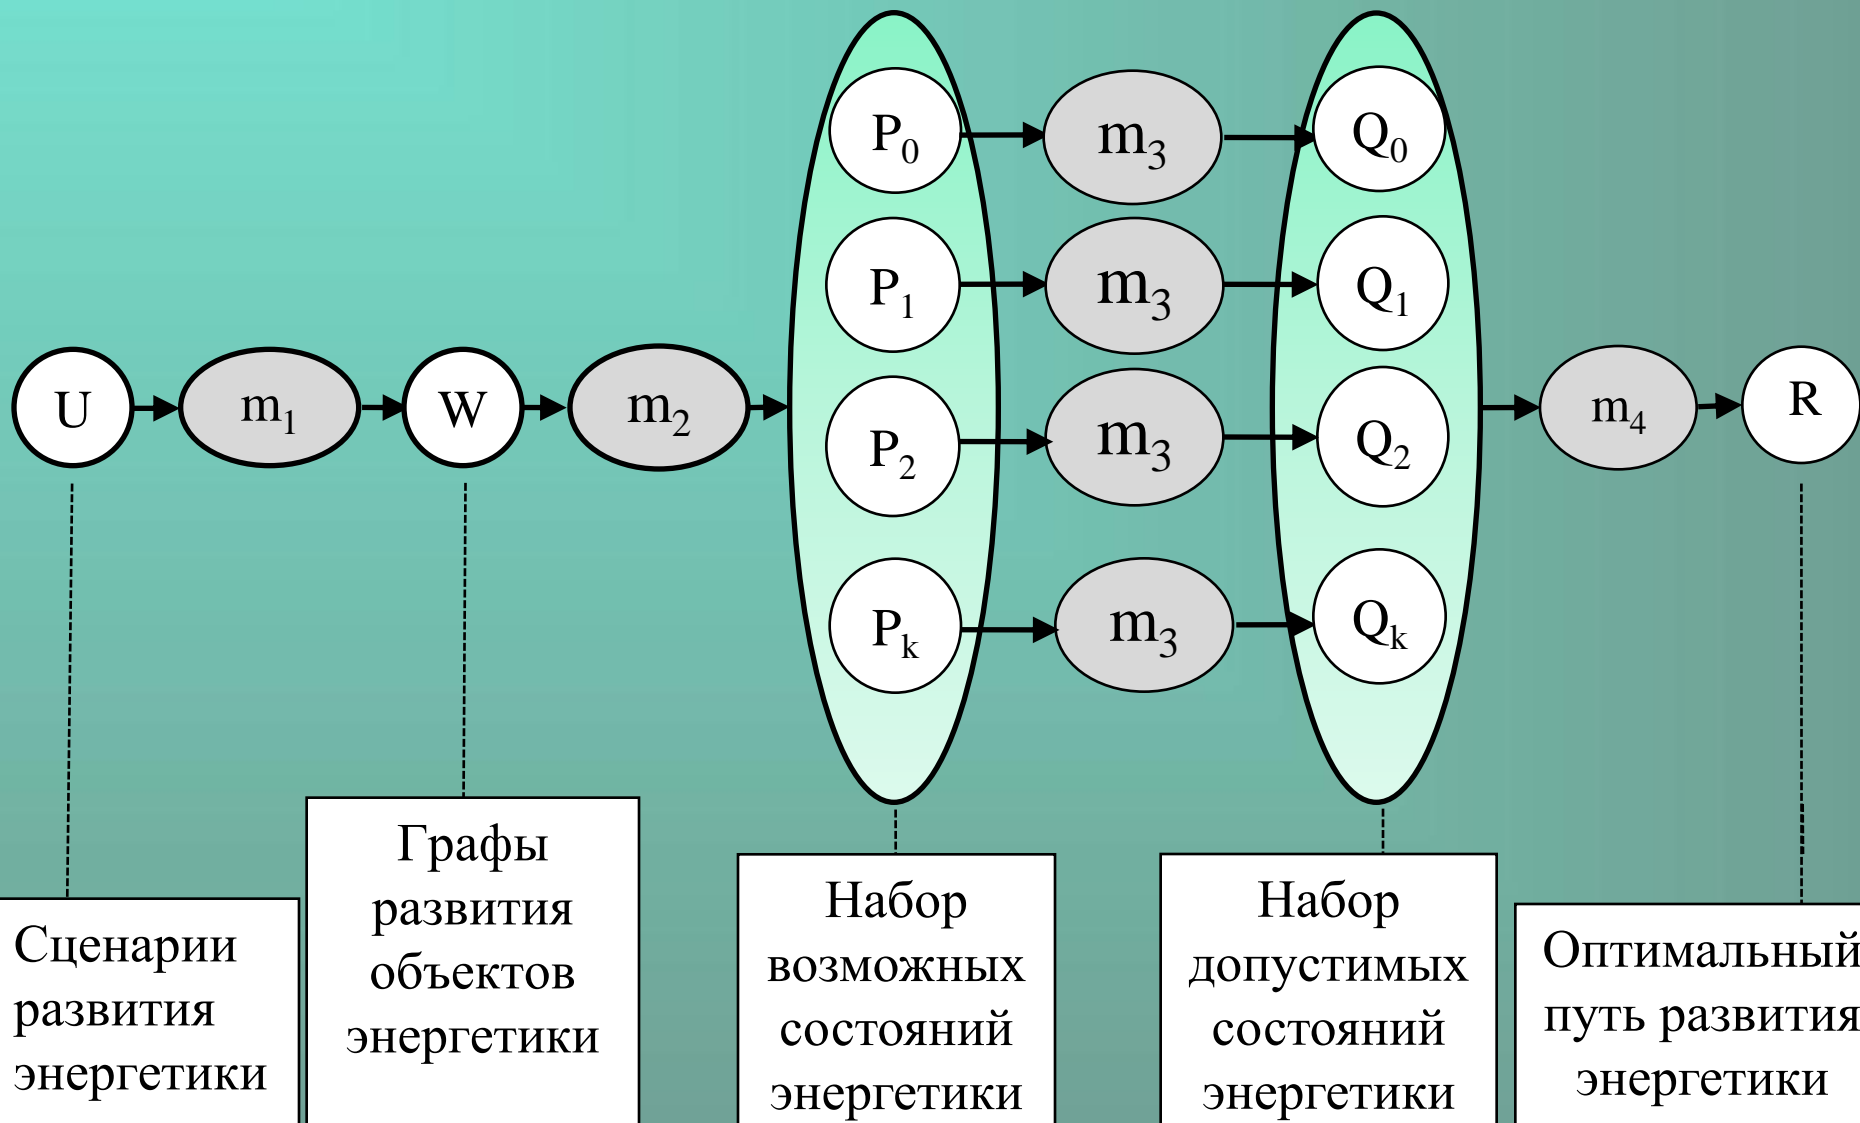 P₀ m₃ Q₀
P₁ m₃ Q₁
U m₁ W m₂ P₂ m₃ Q₂ m₄ R
Pₖ m₃ Qₖ
Сценарии
развития
энергетики
Графы
развития
объектов
энергетики
Набор
возможных
состояний
энергетики
Набор
допустимых
состояний
энергетики
Оптимальный
путь развития
энергетики